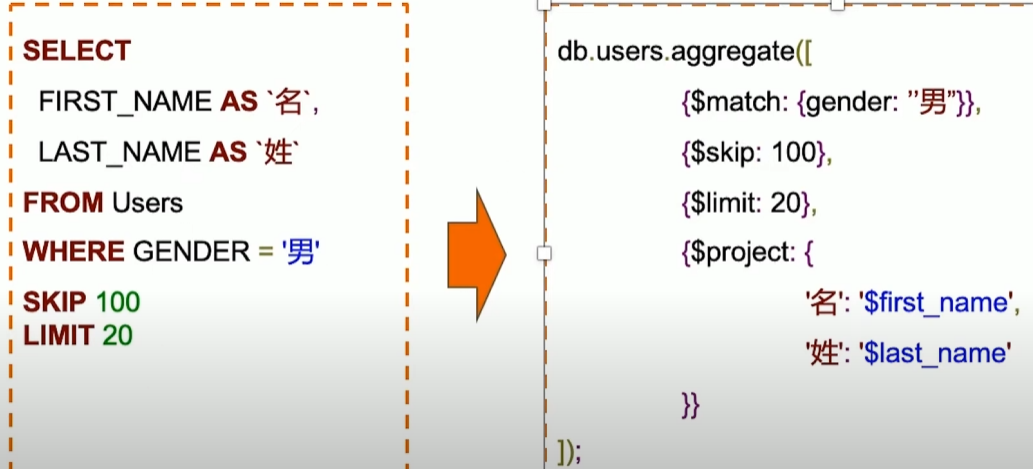 SELECT
FIRST_NAME AS `名`,
LAST_NAME AS `姓`
FROM Users
WHERE GENDER = '男'
SKIP 100
LIMIT 20
db.users.aggregate([
{$match: {gender: ’’男”}},
{$skip: 100},
{$limit: 20},
{$project: {
'名': '$first_name',
'姓': '$last_name'
}}
]);